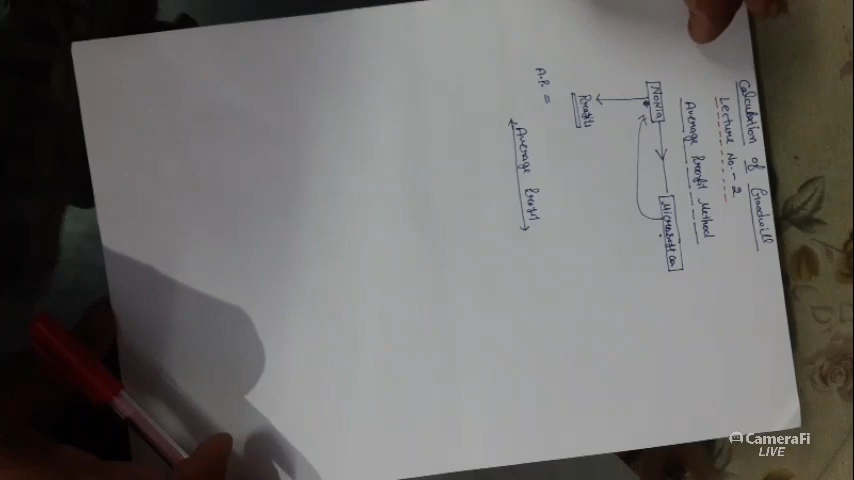 Calculation of Goodwill
Lecture No. - 2
Average Profit Method
NOKIA
Microsoft Co
Profits
A.P. =
Average Profit
CameraFi
LIVE